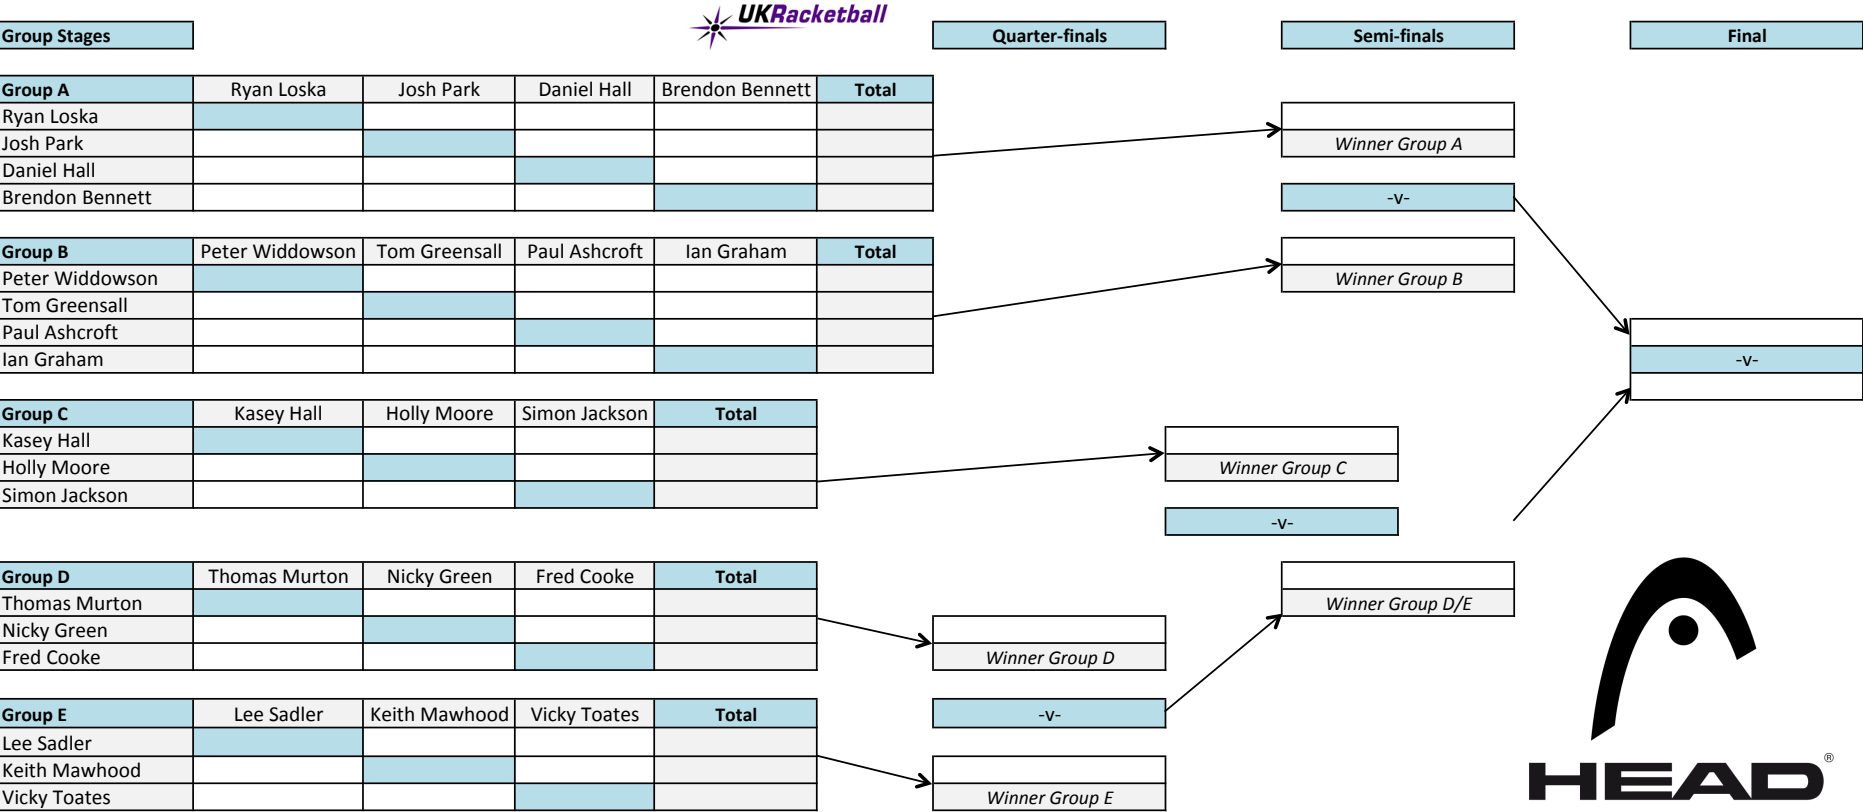 UKRacketball
Group Stages Quarter-finals Semi-finals Final
Group A Ryan Loska Josh Park Daniel Hall Brendon Bennett Total
Ryan Loska
Josh Park Winner Group A
Daniel Hall
Brendon Bennett -v-
Group B Peter Widdowson Tom Greensall Paul Ashcroft Ian Graham Total
Peter Widdowson Winner Group B
Tom Greensall
Paul Ashcroft
Ian Graham -v-
Group C Kasey Hall Holly Moore Simon Jackson Total
Kasey Hall
Holly Moore Winner Group C
Simon Jackson
-v-
Group D Thomas Murton Nicky Green Fred Cooke Total
Thomas Murton Winner Group D/E
Nicky Green
Fred Cooke Winner Group D
Group E Lee Sadler Keith Mawhood Vicky Toates Total -v-
Lee Sadler
Keith Mawhood
Vicky Toates Winner Group E
HEAD®